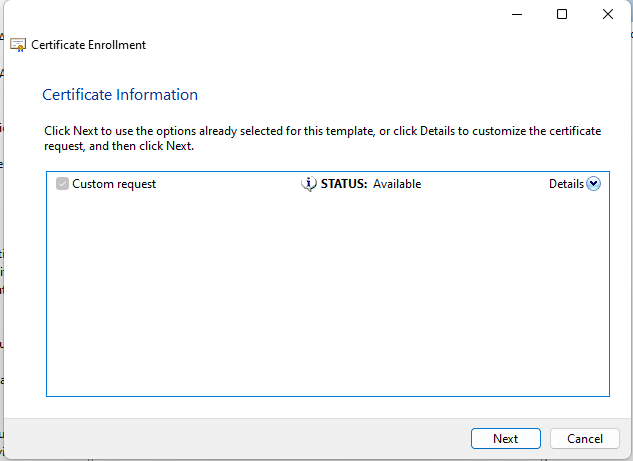 Certificate Enrollment
Certificate Information
Click Next to use the options already selected for this template, or click Details to customize the certificate
request, and then click Next.
Custom request STATUS: Available Details
Next Cancel